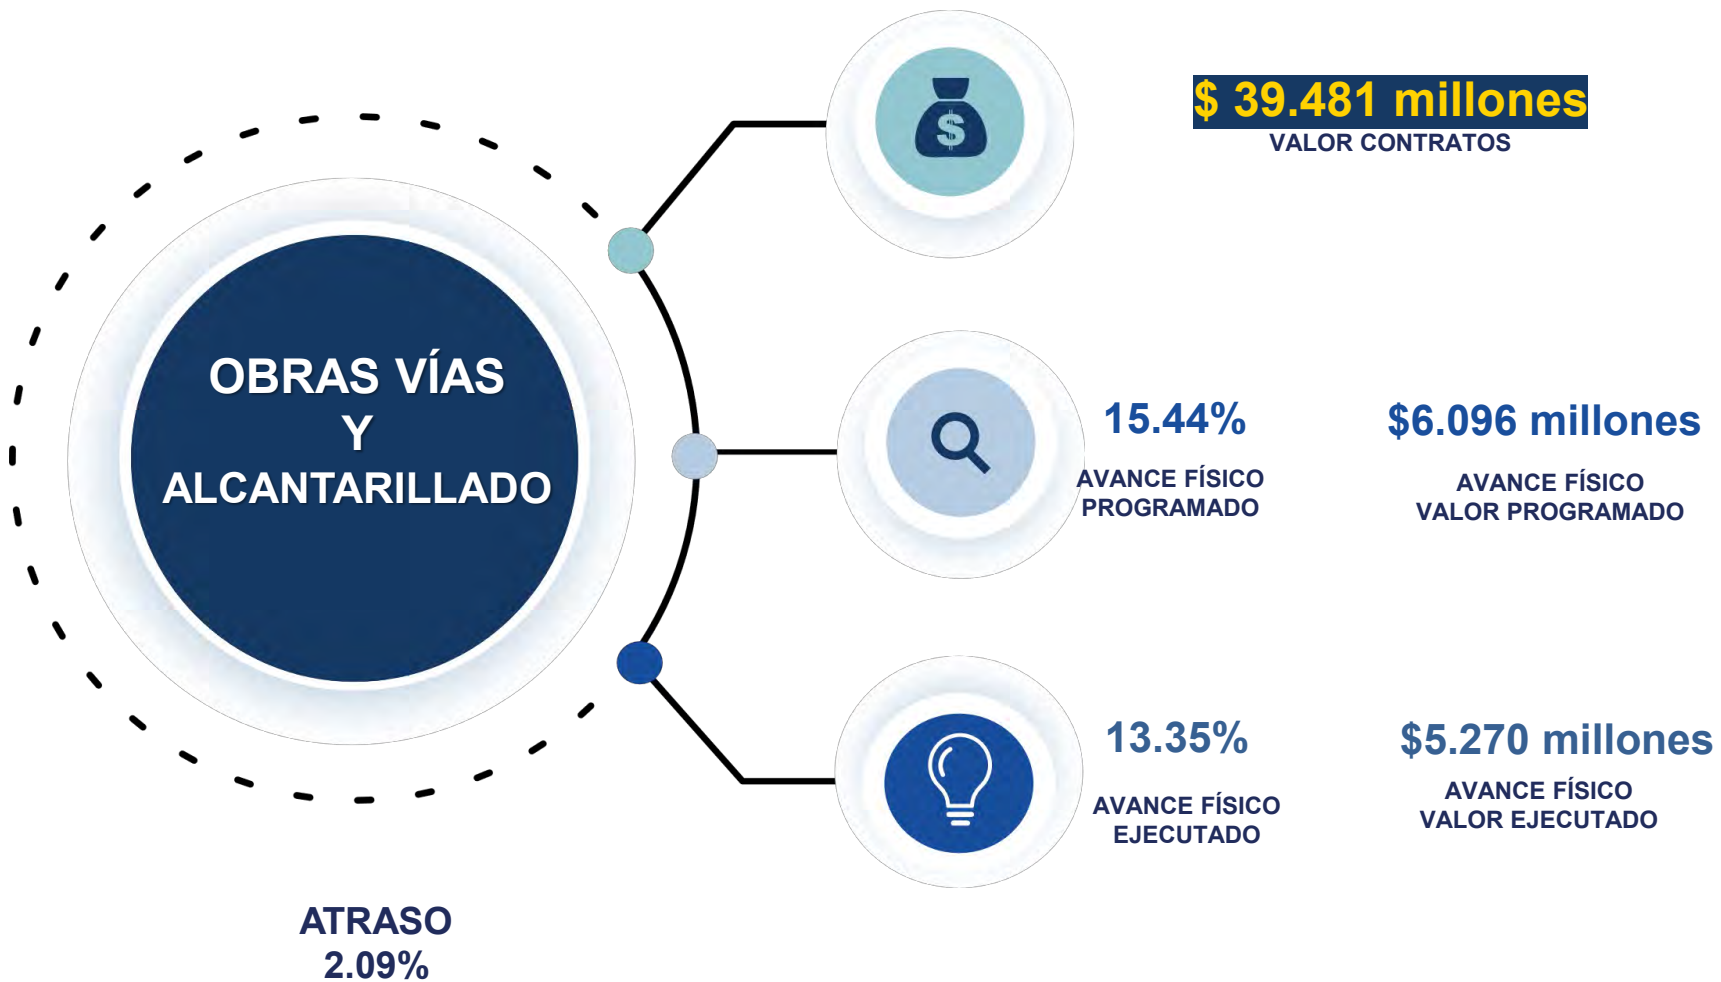 $ 39.481 millones
VALOR CONTRATOS
OBRAS VÍAS
Y
ALCANTARILLADO
15.44%
AVANCE FÍSICO
PROGRAMADO
$6.096 millones
AVANCE FÍSICO
VALOR PROGRAMADO
13.35%
AVANCE FÍSICO
EJECUTADO
$5.270 millones
AVANCE FÍSICO
VALOR EJECUTADO
ATRASO
2.09%